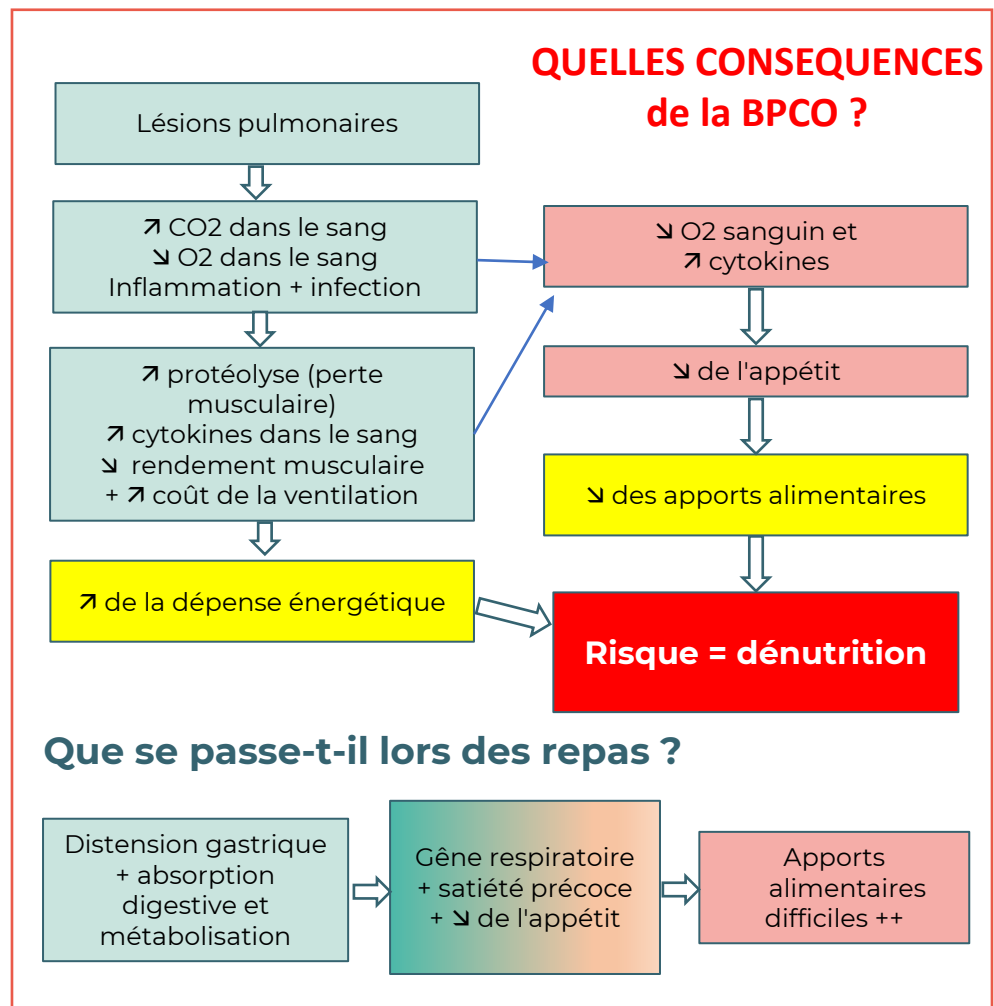 QUELLES CONSEQUENCES
de la BPCO ?
Lésions pulmonaires
↗ CO2 dans le sang
↘ O2 dans le sang
Inflammation + infection
↗ protéolyse (perte
musculaire)
↗ cytokines dans le sang
↘ rendement musculaire
+ ↗ coût de la ventilation
↗ de la dépense énergétique
↘ O2 sanguin et
↗ cytokines
↘ de l'appétit
↘ des apports alimentaires
Risque = dénutrition
Que se passe-t-il lors des repas ?
Distension gastrique
+ absorption
digestive et
métabolisation
Gêne respiratoire
+ satiété précoce
+ ↘ de l'appétit
Apports
alimentaires
difficiles ++